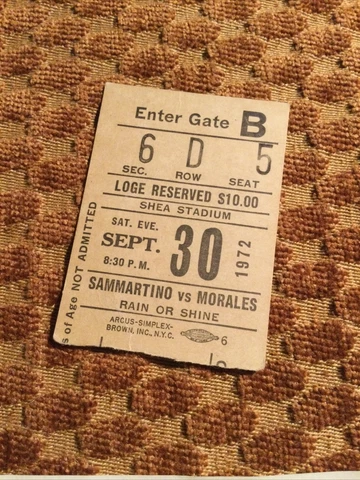 Enter Gate B
6 D 5
SEC. ROW SEAT
LOGE RESERVED $10.00
SHEA STADIUM
SAT. EVE.
SEPT. 30 1972
8:30 P.M.
SAMMARTINO vs MORALES
RAIN OR SHINE
ARCUS-SIMPLEX-
BROWN, INC., N.Y.C. 6
s of Age NOT ADMITTED